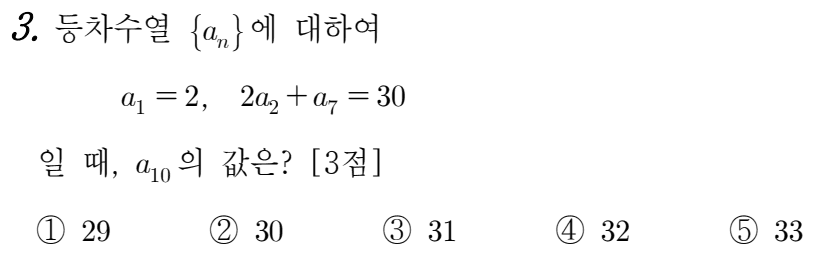 3. 등차수열 {aₙ}에 대하여
a₁ = 2, 2a₂ + a₇ = 30
일 때, a₁₀의 값은? [3점]
① 29 ② 30 ③ 31 ④ 32 ⑤ 33